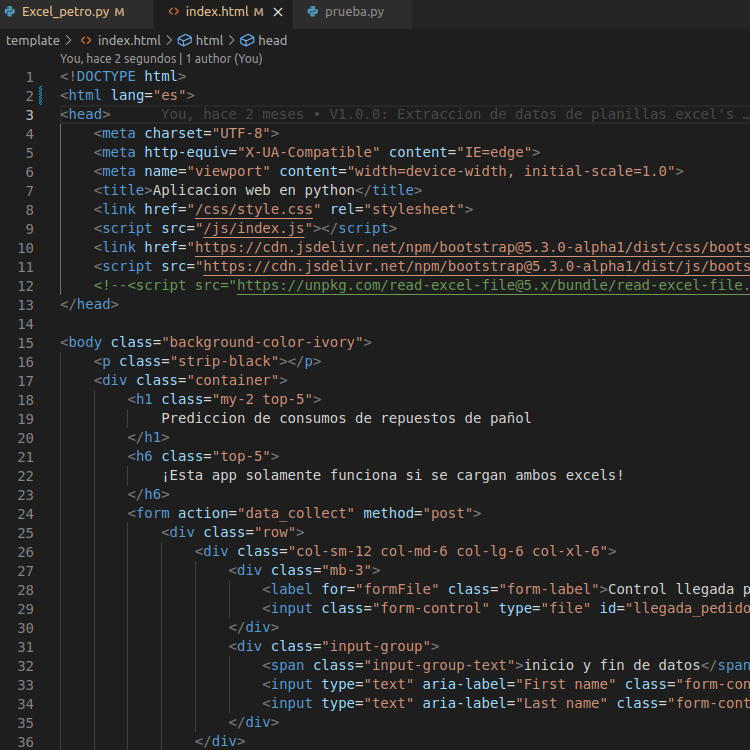 Excel_petro.py M index.html M × prueba.py
template > index.html > html > head
You, hace 2 segundos | 1 author (You)
1 <!DOCTYPE html>
2 <html lang="es">
3 <head> You, hace 2 meses • V1.0.0: Extraccion de datos de planillas excel's …
4 <meta charset="UTF-8">
5 <meta http-equiv="X-UA-Compatible" content="IE=edge">
6 <meta name="viewport" content="width=device-width, initial-scale=1.0">
7 <title>Aplicacion web en python</title>
8 <link href="/css/style.css" rel="stylesheet">
9 <script src="/js/index.js"></script>
10 <link href="https://cdn.jsdelivr.net/npm/bootstrap@5.3.0-alpha1/dist/css/boots
11 <script src="https://cdn.jsdelivr.net/npm/bootstrap@5.3.0-alpha1/dist/js/boots
12 <!--<script src="https://unpkg.com/read-excel-file@5.x/bundle/read-excel-file.
13 </head>
14
15 <body class="background-color-ivory">
16 <p class="strip-black"></p>
17 <div class="container">
18 <h1 class="my-2 top-5">
19 Prediccion de consumos de repuestos de pañol
20 </h1>
21 <h6 class="top-5">
22 ¡Esta app solamente funciona si se cargan ambos excels!
23 </h6>
24 <form action="data_collect" method="post">
25 <div class="row">
26 <div class="col-sm-12 col-md-6 col-lg-6 col-xl-6">
27 <div class="mb-3">
28 <label for="formFile" class="form-label">Control llegada p
29 <input class="form-control" type="file" id="llegada_pedido
30 </div>
31 <div class="input-group">
32 <span class="input-group-text">inicio y fin de datos</span
33 <input type="text" aria-label="First name" class="form-con
34 <input type="text" aria-label="Last name" class="form-cont
35 </div>
36 </div>